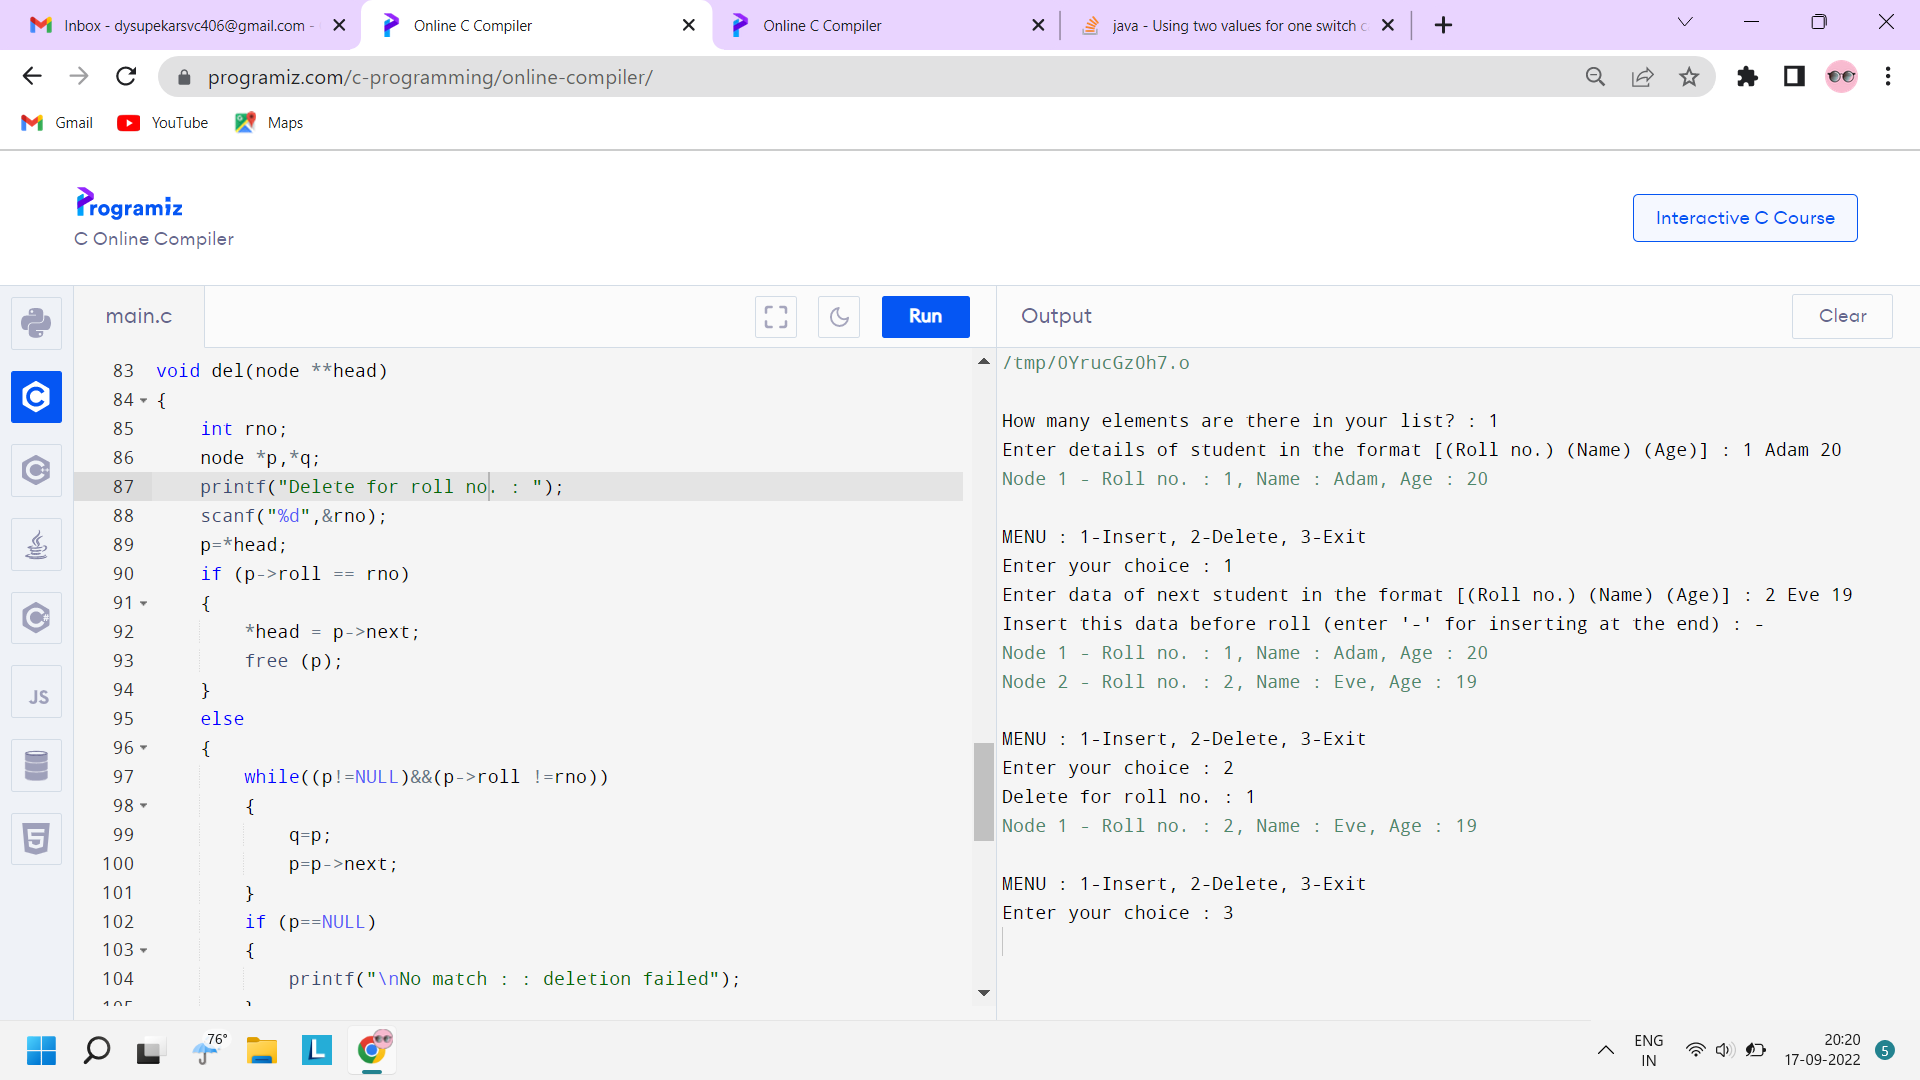 Inbox - dysupekarsvc406@gmail.com -
Online C Compiler
Online C Compiler
java - Using two values for one switch c
programiz.com/c-programming/online-compiler/
Gmail
YouTube
Maps
Programiz
C Online Compiler
Interactive C Course
main.c
Run
Output
Clear
83 void del(node **head)
84 {
85 int rno;
86 node *p,*q;
87 printf("Delete for roll no. : ");
88 scanf("%d",&rno);
89 p=*head;
90 if (p->roll == rno)
91 {
92 *head = p->next;
93 free (p);
94 }
95 else
96 {
97 while((p!=NULL)&&(p->roll !=rno))
98 {
99 q=p;
100 p=p->next;
101 }
102 if (p==NULL)
103 {
104 printf("\nNo match : : deletion failed");
105 }
/tmp/0YrucGzOh7.o
How many elements are there in your list? : 1
Enter details of student in the format [(Roll no.) (Name) (Age)] : 1 Adam 20
Node 1 - Roll no. : 1, Name : Adam, Age : 20
MENU : 1-Insert, 2-Delete, 3-Exit
Enter your choice : 1
Enter data of next student in the format [(Roll no.) (Name) (Age)] : 2 Eve 19
Insert this data before roll (enter '-' for inserting at the end) : -
Node 1 - Roll no. : 1, Name : Adam, Age : 20
Node 2 - Roll no. : 2, Name : Eve, Age : 19
MENU : 1-Insert, 2-Delete, 3-Exit
Enter your choice : 2
Delete for roll no. : 1
Node 1 - Roll no. : 2, Name : Eve, Age : 19
MENU : 1-Insert, 2-Delete, 3-Exit
Enter your choice : 3
JS
76°
L
ENG
IN
20:20
17-09-2022
5